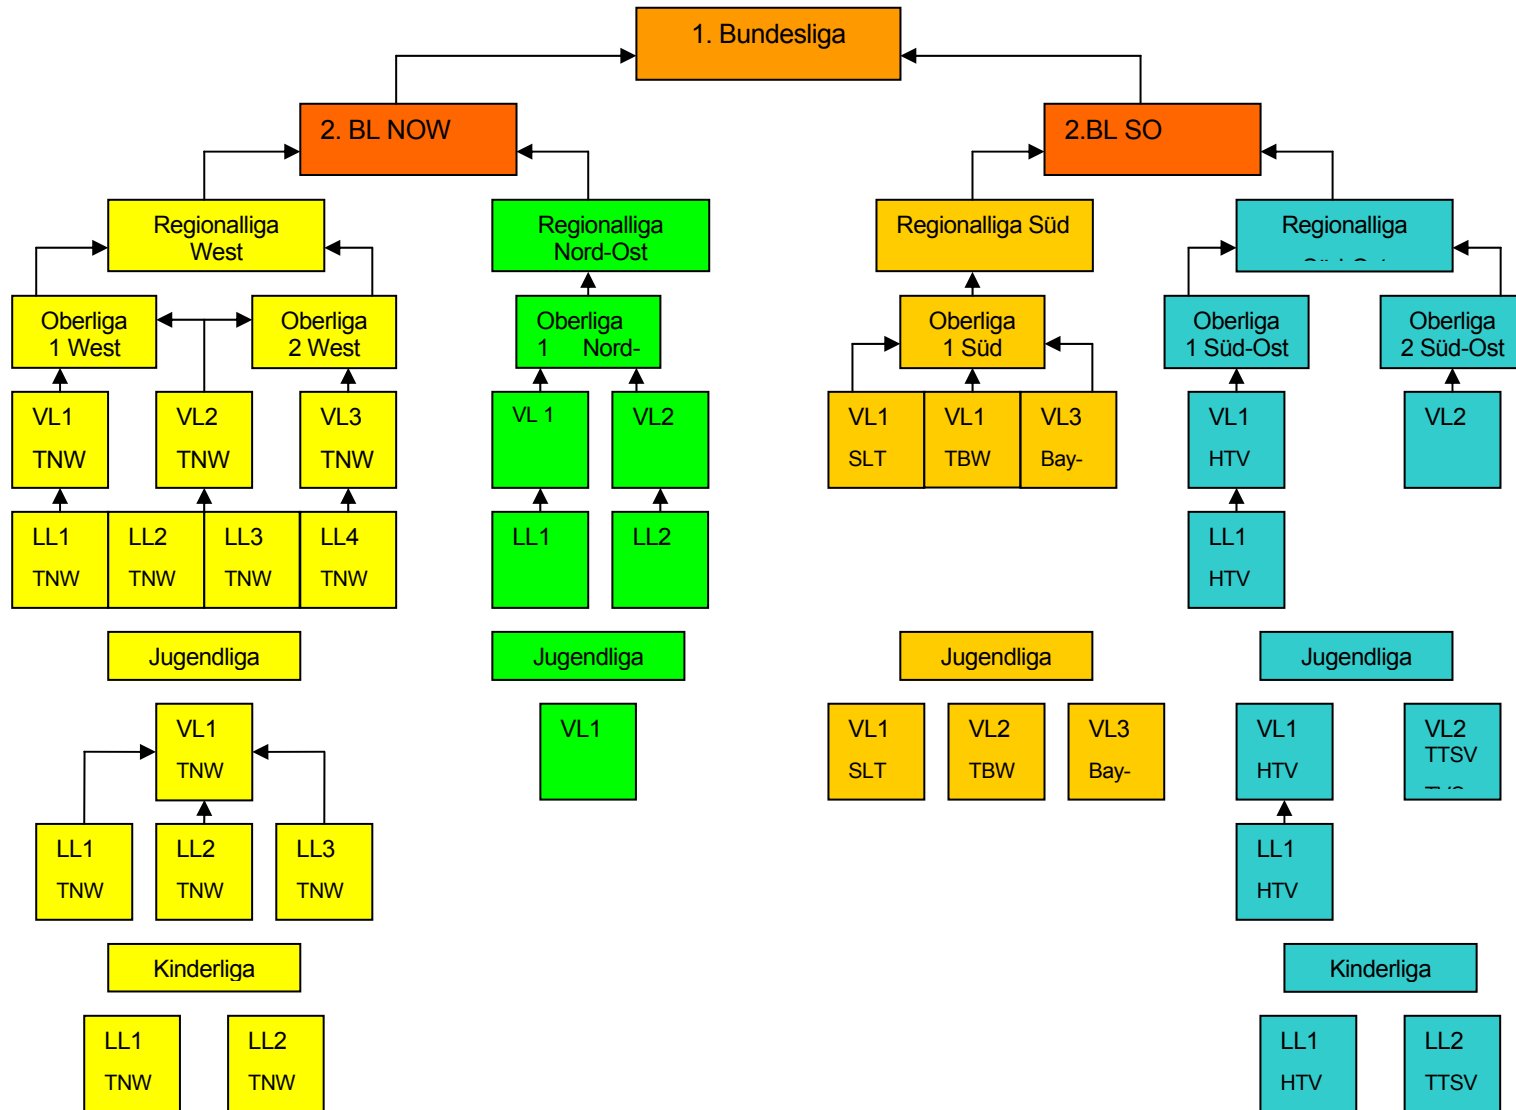 1. Bundesliga
2. BL NOW
2.BL SO
Regionalliga
West
Regionalliga
Nord-Ost
Regionalliga Süd
Regionalliga
Oberliga
1 West
Oberliga
2 West
Oberliga
1 Nord-
Oberliga
1 Süd
Oberliga
1 Süd-Ost
Oberliga
2 Süd-Ost
VL1
TNW
VL2
TNW
VL3
TNW
VL 1
VL2
VL1
SLT
VL1
TBW
VL3
Bay-
VL1
HTV
VL2
LL1
TNW
LL2
TNW
LL3
TNW
LL4
TNW
LL1
LL2
LL1
HTV
Jugendliga
Jugendliga
Jugendliga
Jugendliga
VL1
TNW
VL1
VL1
SLT
VL2
TBW
VL3
Bay-
VL1
HTV
VL2
TTSV
LL1
TNW
LL2
TNW
LL3
TNW
LL1
HTV
Kinderliga
Kinderliga
LL1
TNW
LL2
TNW
LL1
HTV
LL2
TTSV